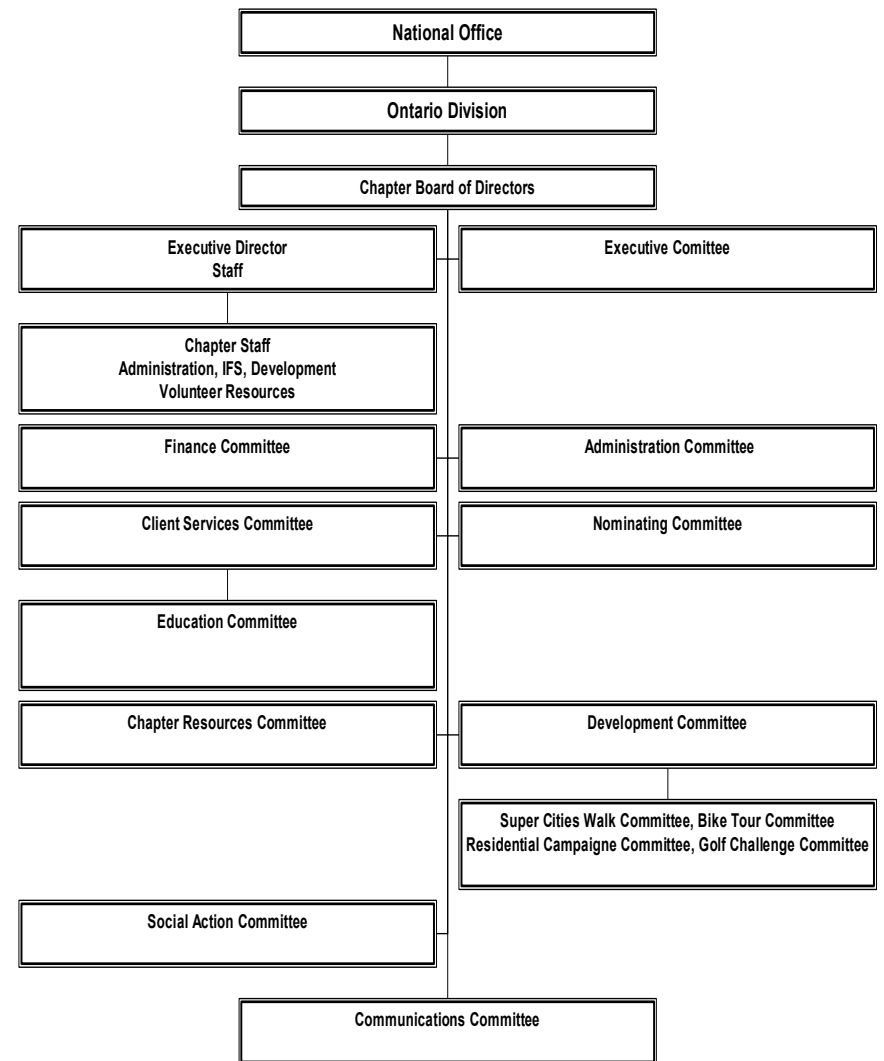 National Office
Ontario Division
Chapter Board of Directors
Executive Director
Staff
Executive Comittee
Chapter Staff
Administration, IFS, Development
Volunteer Resources
Finance Committee
Administration Committee
Client Services Committee
Nominating Committee
Education Committee
Chapter Resources Committee
Development Committee
Super Cities Walk Committee, Bike Tour Committee
Residential Campaigne Committee, Golf Challenge Committee
Social Action Committee
Communications Committee